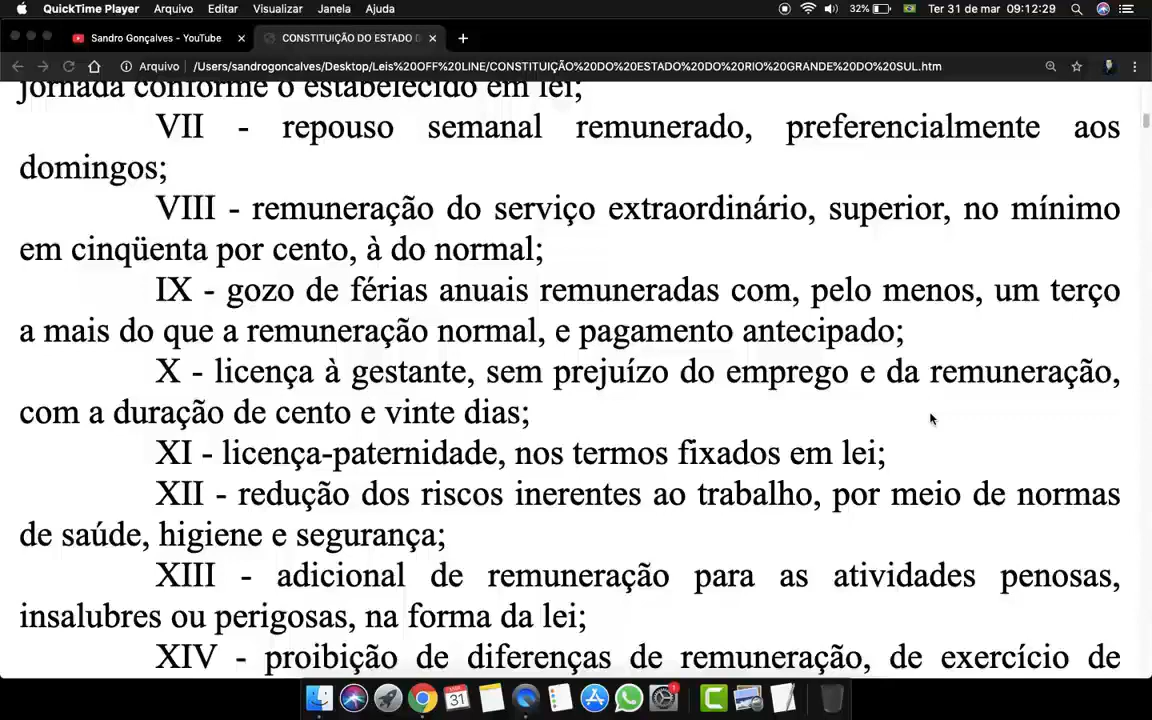 QuickTime Player Arquivo Editar Visualizar Janela Ajuda 32% Ter 31 de mar 09:12:29
Sandro Gonçalves - YouTube CONSTITUIÇÃO DO ESTADO
Arquivo /Users/sandrogoncalves/Desktop/Leis%20OFF%20LINE/CONSTITUIÇÃO%20DO%20ESTADO%20DO%20RIO%20GRANDE%20DO%20SUL.htm
jornada conforme o estabelecido em lei;
VII - repouso semanal remunerado, preferencialmente aos
domingos;
VIII - remuneração do serviço extraordinário, superior, no mínimo
em cinqüenta por cento, à do normal;
IX - gozo de férias anuais remuneradas com, pelo menos, um terço
a mais do que a remuneração normal, e pagamento antecipado;
X - licença à gestante, sem prejuízo do emprego e da remuneração,
com a duração de cento e vinte dias;
XI - licença-paternidade, nos termos fixados em lei;
XII - redução dos riscos inerentes ao trabalho, por meio de normas
de saúde, higiene e segurança;
XIII - adicional de remuneração para as atividades penosas,
insalubres ou perigosas, na forma da lei;
XIV - proibição de diferenças de remuneração, de exercício de
31
1